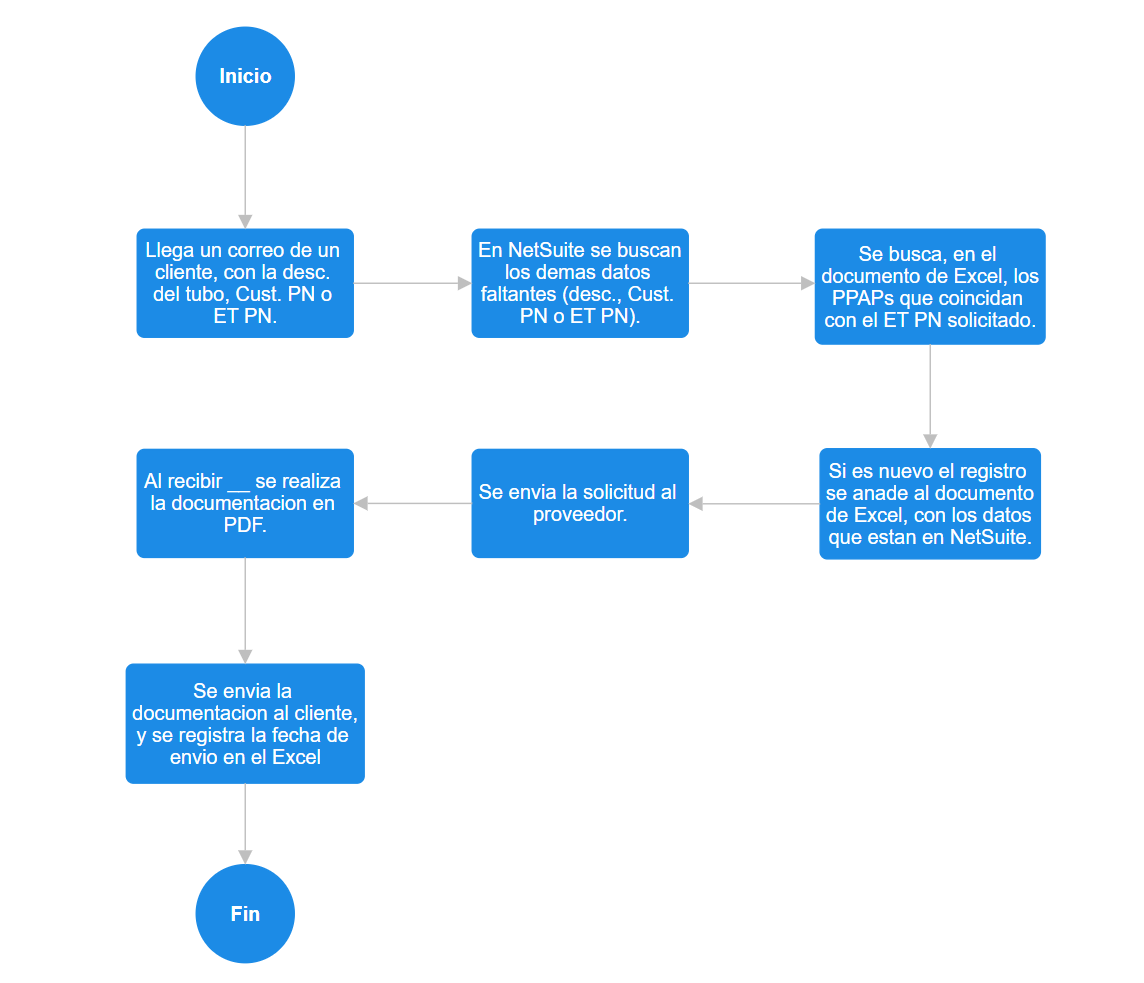 Inicio
Llega un correo de un
cliente, con la desc.
del tubo, Cust. PN o
ET PN.
En NetSuite se buscan
los demas datos
faltantes (desc., Cust.
PN o ET PN).
Se busca, en el
documento de Excel, los
PPAPs que coincidan
con el ET PN solicitado.
Si es nuevo el registro
se anade al documento
de Excel, con los datos
que estan en NetSuite.
Se envia la solicitud al
proveedor.
Al recibir __ se realiza
la documentacion en
PDF.
Se envia la
documentacion al cliente,
y se registra la fecha de
envio en el Excel
Fin